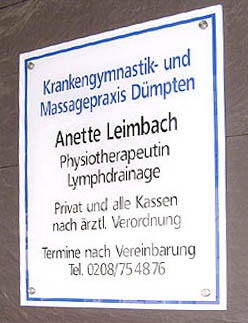 Krankengymnastik- und
Massagepraxis Dümpten
Anette Leimbach
Physiotherapeutin
Lymphdrainage
Privat und alle Kassen
nach ärztl. Verordnung
Termine nach Vereinbarung
Tel. 0208/754876